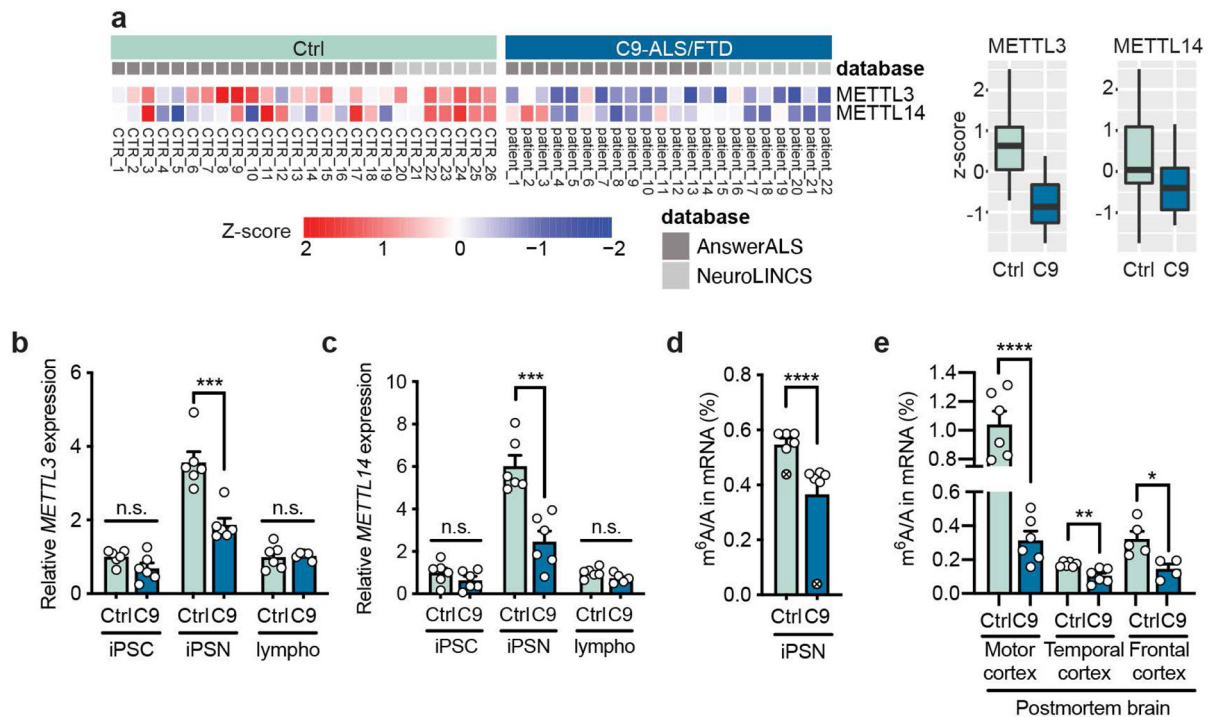 a
Ctrl
C9-ALS/FTD
database
METTL3
METTL14
CTR_1
CTR_2
CTR_3
CTR_4
CTR_5
CTR_6
CTR_7
CTR_8
CTR_9
CTR_10
CTR_11
CTR_12
CTR_13
CTR_14
CTR_15
CTR_16
CTR_17
CTR_18
CTR_19
CTR_20
CTR_21
CTR_22
CTR_23
CTR_24
CTR_25
CTR_26
patient_1
patient_2
patient_3
patient_4
patient_5
patient_6
patient_7
patient_8
patient_9
patient_10
patient_11
patient_12
patient_13
patient_14
patient_15
patient_16
patient_17
patient_18
patient_19
patient_20
patient_21
patient_22
Z-score
2 1 0 −1 −2
database
AnswerALS
NeuroLINCS
METTL3 METTL14
z-score
2
1
0
−1
Ctrl C9 Ctrl C9
b
Relative METTL3 expression
6
4
2
0
n.s. *** n.s.
Ctrl C9 Ctrl C9 Ctrl C9
iPSC iPSN lympho
c
Relative METTL14 expression
10
8
6
4
2
0
n.s. *** n.s.
Ctrl C9 Ctrl C9 Ctrl C9
iPSC iPSN lympho
d
m⁶A/A in mRNA (%)
0.8
0.6
0.4
0.2
0.0
****
Ctrl C9
iPSN
e
m⁶A/A in mRNA (%)
1.4
1.2
1.0
0.8
0.6
0.4
0.2
0.0
**** ** *
Ctrl C9 Ctrl C9 Ctrl C9
Motor Temporal Frontal
cortex cortex cortex
Postmortem brain